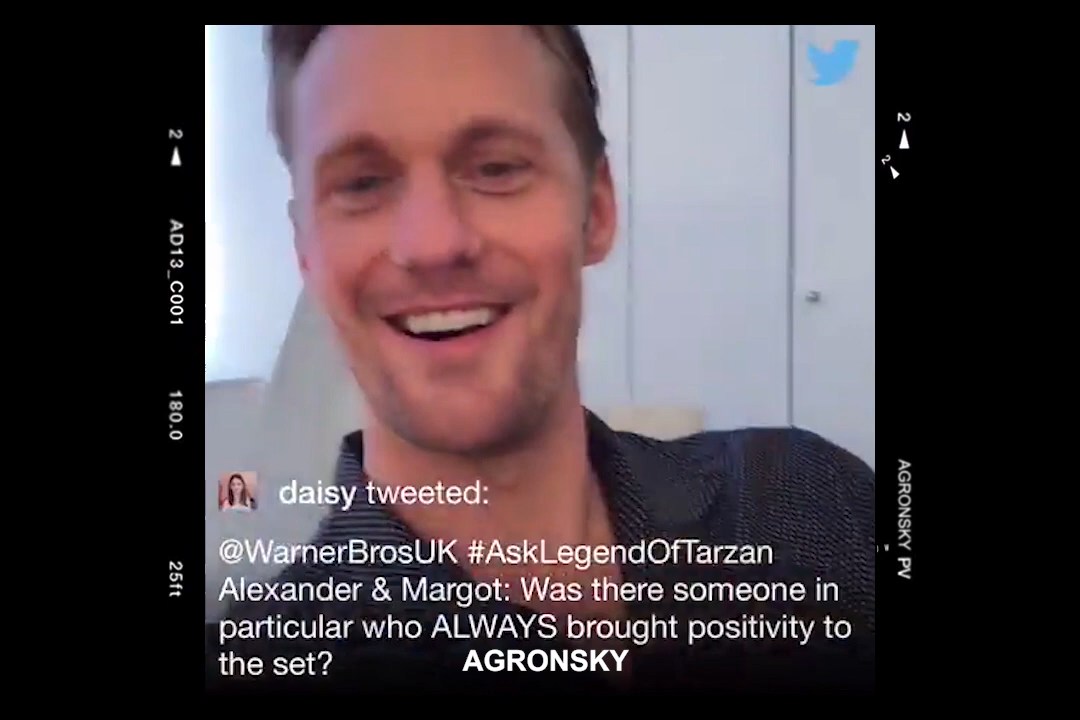 2
AD13_C001
180.0
25ft
2
2
AGRONSKY PV
daisy tweeted:
@WarnerBrosUK #AskLegendOfTarzan
Alexander & Margot: Was there someone in
particular who ALWAYS brought positivity to
the set?
AGRONSKY